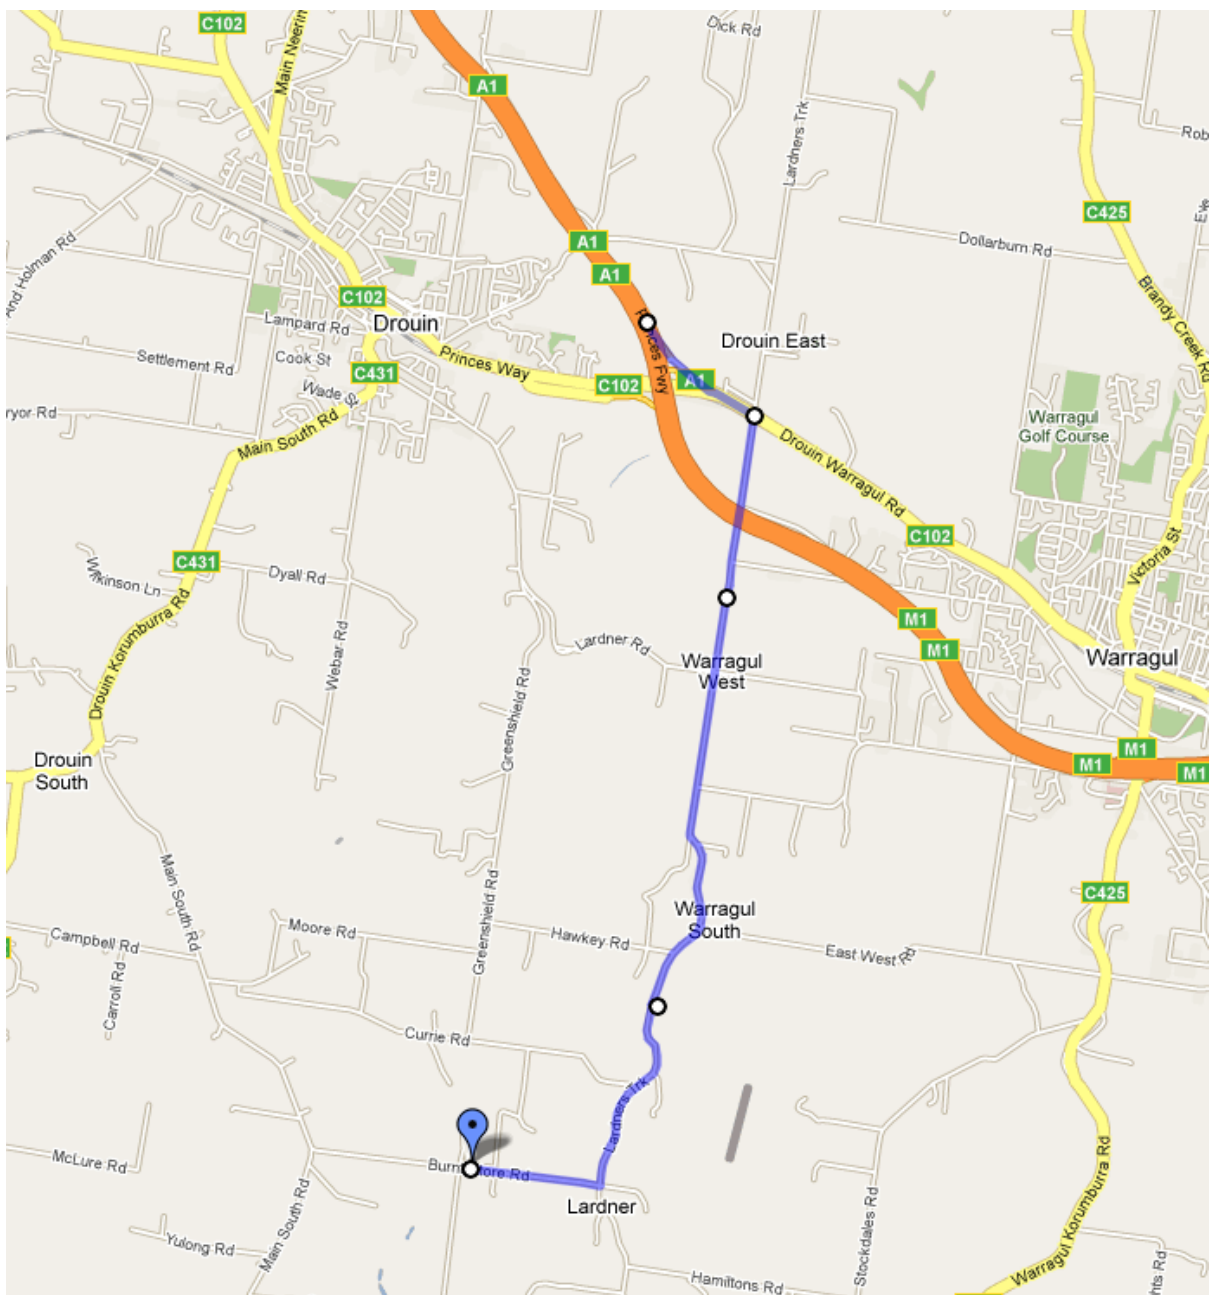 C102
Main Neerim
Dick Rd
A1
Lardners Trk
Rob
C425
Eve
A1
Dollarburn Rd
A1
And Holman Rd
Brandy Creek Rd
C102
Lampard Rd
Drouin
Princes Fwy
Drouin East
Settlement Rd
Cook St
Princes Way
C431
C102
A1
Wade St
ryor Rd
Main South Rd
Warragul
Golf Course
Drouin Warragul Rd
C102
Victoria St
C431
Wilkinson Ln
Dyall Rd
M1
Webar Rd
Lardner Rd
M1
Warragul
West
Warragul
Drouin Korumburra Rd
Greenshield Rd
M1
Drouin
South
M1
M1
Main South Rd
C425
Greenshield Rd
Warragul
South
Campbell Rd
Moore Rd
Hawkey Rd
East West Rd
Carroll Rd
Currie Rd
Lardners Trk
McLure Rd
Burnt Store Rd
Lardner
Main South Rd
Stockdales Rd
Warragul Korumburra Rd
Yulong Rd
Hamiltons Rd
hts Rd